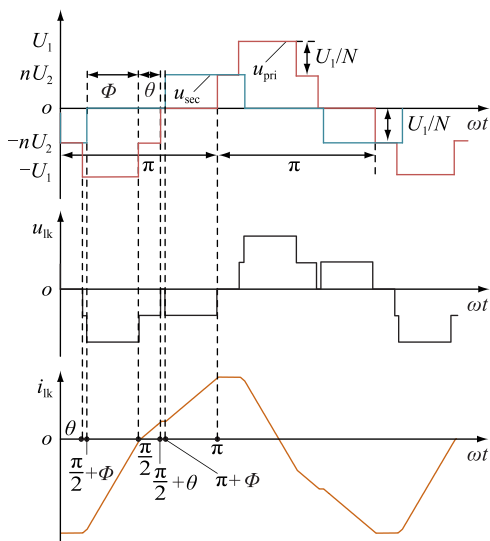 U₁
U₁/N
nU₂
Φ
θ
u_sec
u_pri
o
U₁/N
ωt
−nU₂
π
π
−U₁
u_lk
o
ωt
i_lk
o
θ
π/2
π
ωt
π/2+Φ
π/2+θ
π+Φ